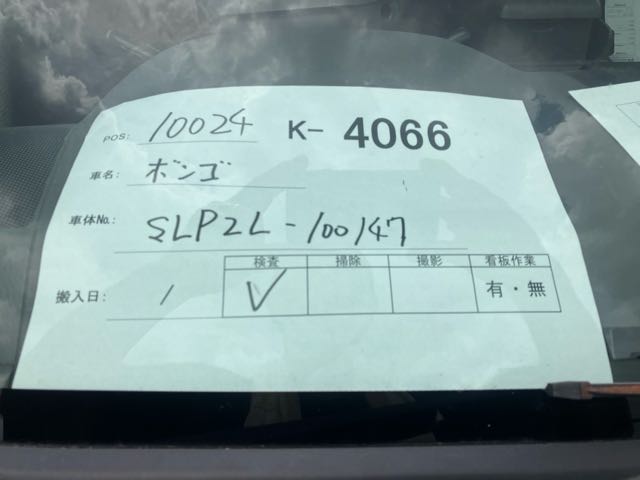 POS: 10024 K- 4066
車名: ボンゴ
車体No.: SLP2L-100147
検査 掃除 撮影 看板作業
搬入日: / ✓ 有・無